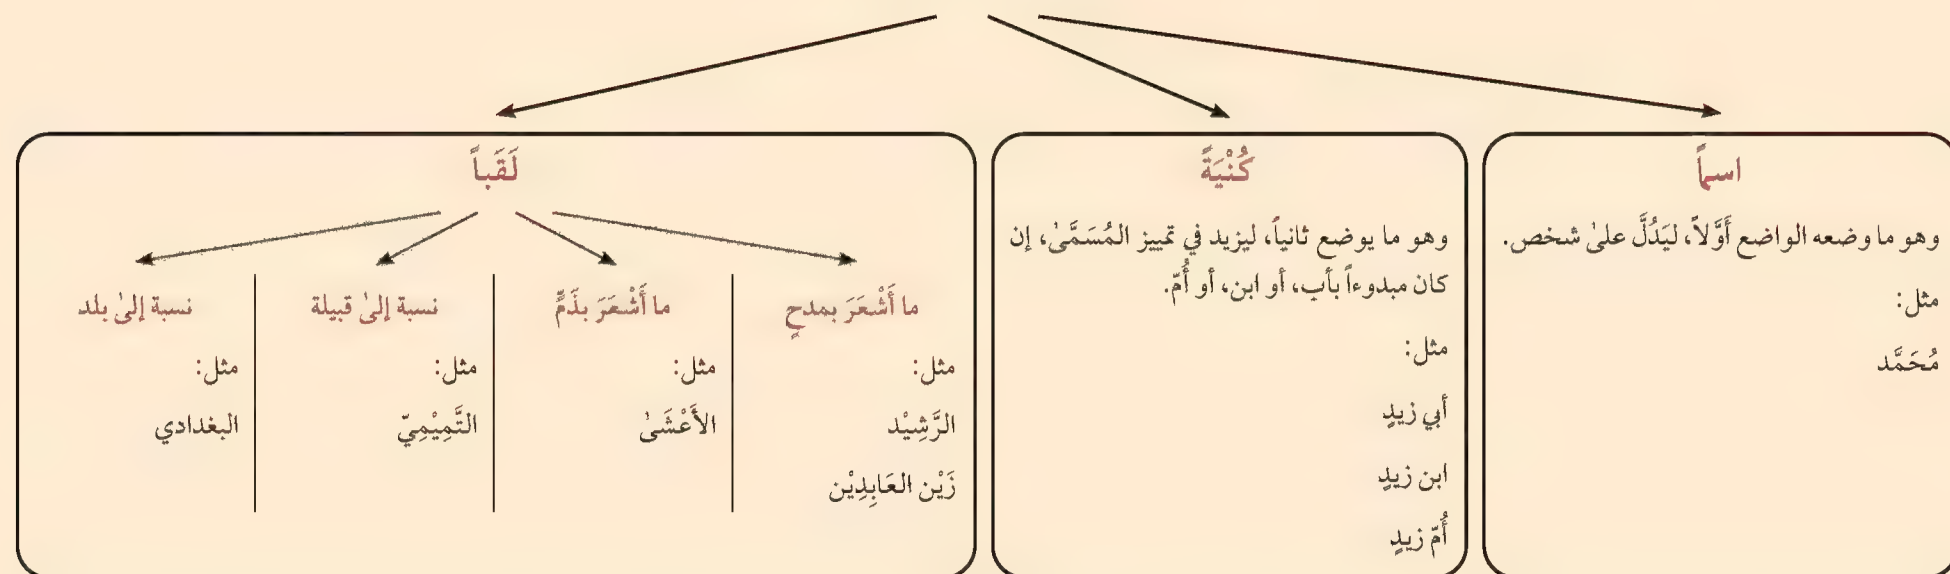 اسماً
وهو ما وضعه الواضع أَوَّلاً، ليَدُلَّ علىٰ شخص.
مثل:
مُحَمَّد
كُنْيَةً
وهو ما يوضع ثانياً، ليزيد في تمييز المُسَمَّىٰ، إن
كان مبدوءاً بأب، أو ابن، أو أُمّ.
مثل:
أبي زيدٍ
ابن زيدٍ
أُمّ زيدٍ
لَقَباً
ما أَشْعَرَ بمدحٍ
مثل:
الرَّشِيْد
زَيْن العَابِدِيْن
ما أَشْعَرَ بذَمٍّ
مثل:
الأَعْشَىٰ
نسبة إلىٰ قبيلة
مثل:
التَّمِيْمِيّ
نسبة إلىٰ بلد
مثل:
البغدادي